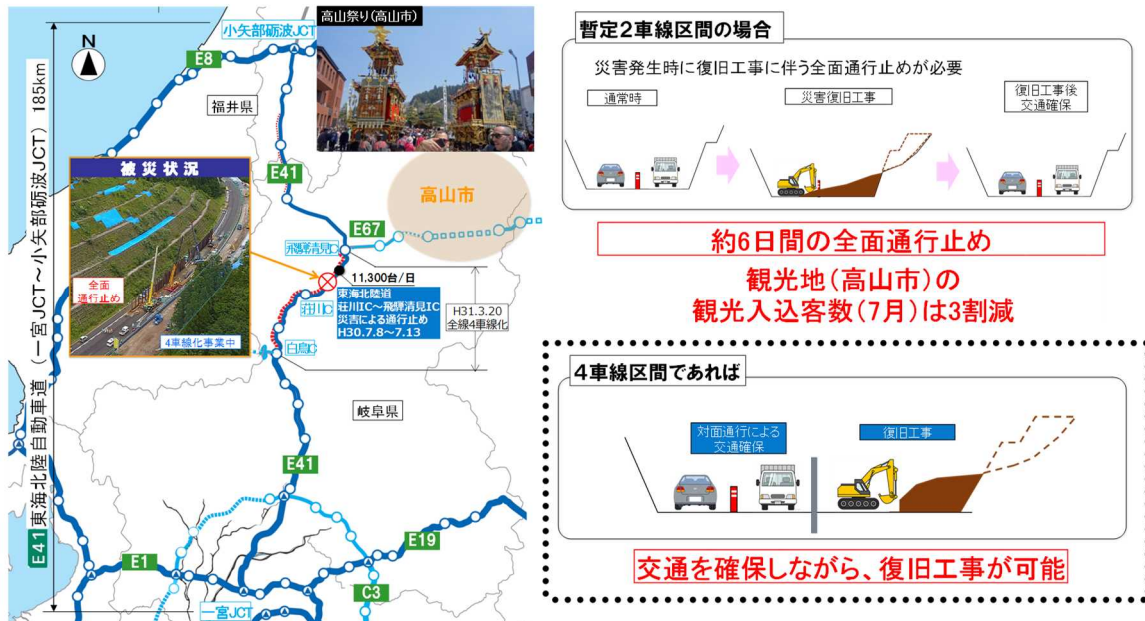 高山祭り(高山市)
小矢部砺波JCT
N
E8
福井県
E41
被災状況
高山市
E67
飛騨清見IC
11,300台/日
全面
通行止め
荘川IC
東海北陸道
荘川IC～飛騨清見IC
災害による通行止め
H30.7.8～7.13
H31.3.20
全線4車線化
4車線化事業中
白鳥IC
岐阜県
E41
E19
E1
C3
一宮JCT
E41 東海北陸自動車道 (一宮JCT～小矢部砺波JCT) 185km
暫定2車線区間の場合
災害発生時に復旧工事に伴う全面通行止めが必要
通常時
災害復旧工事
復旧工事後
交通確保
約6日間の全面通行止め
観光地(高山市)の
観光入込客数(7月)は3割減
4車線区間であれば
対面通行による
交通確保
復旧工事
交通を確保しながら、復旧工事が可能